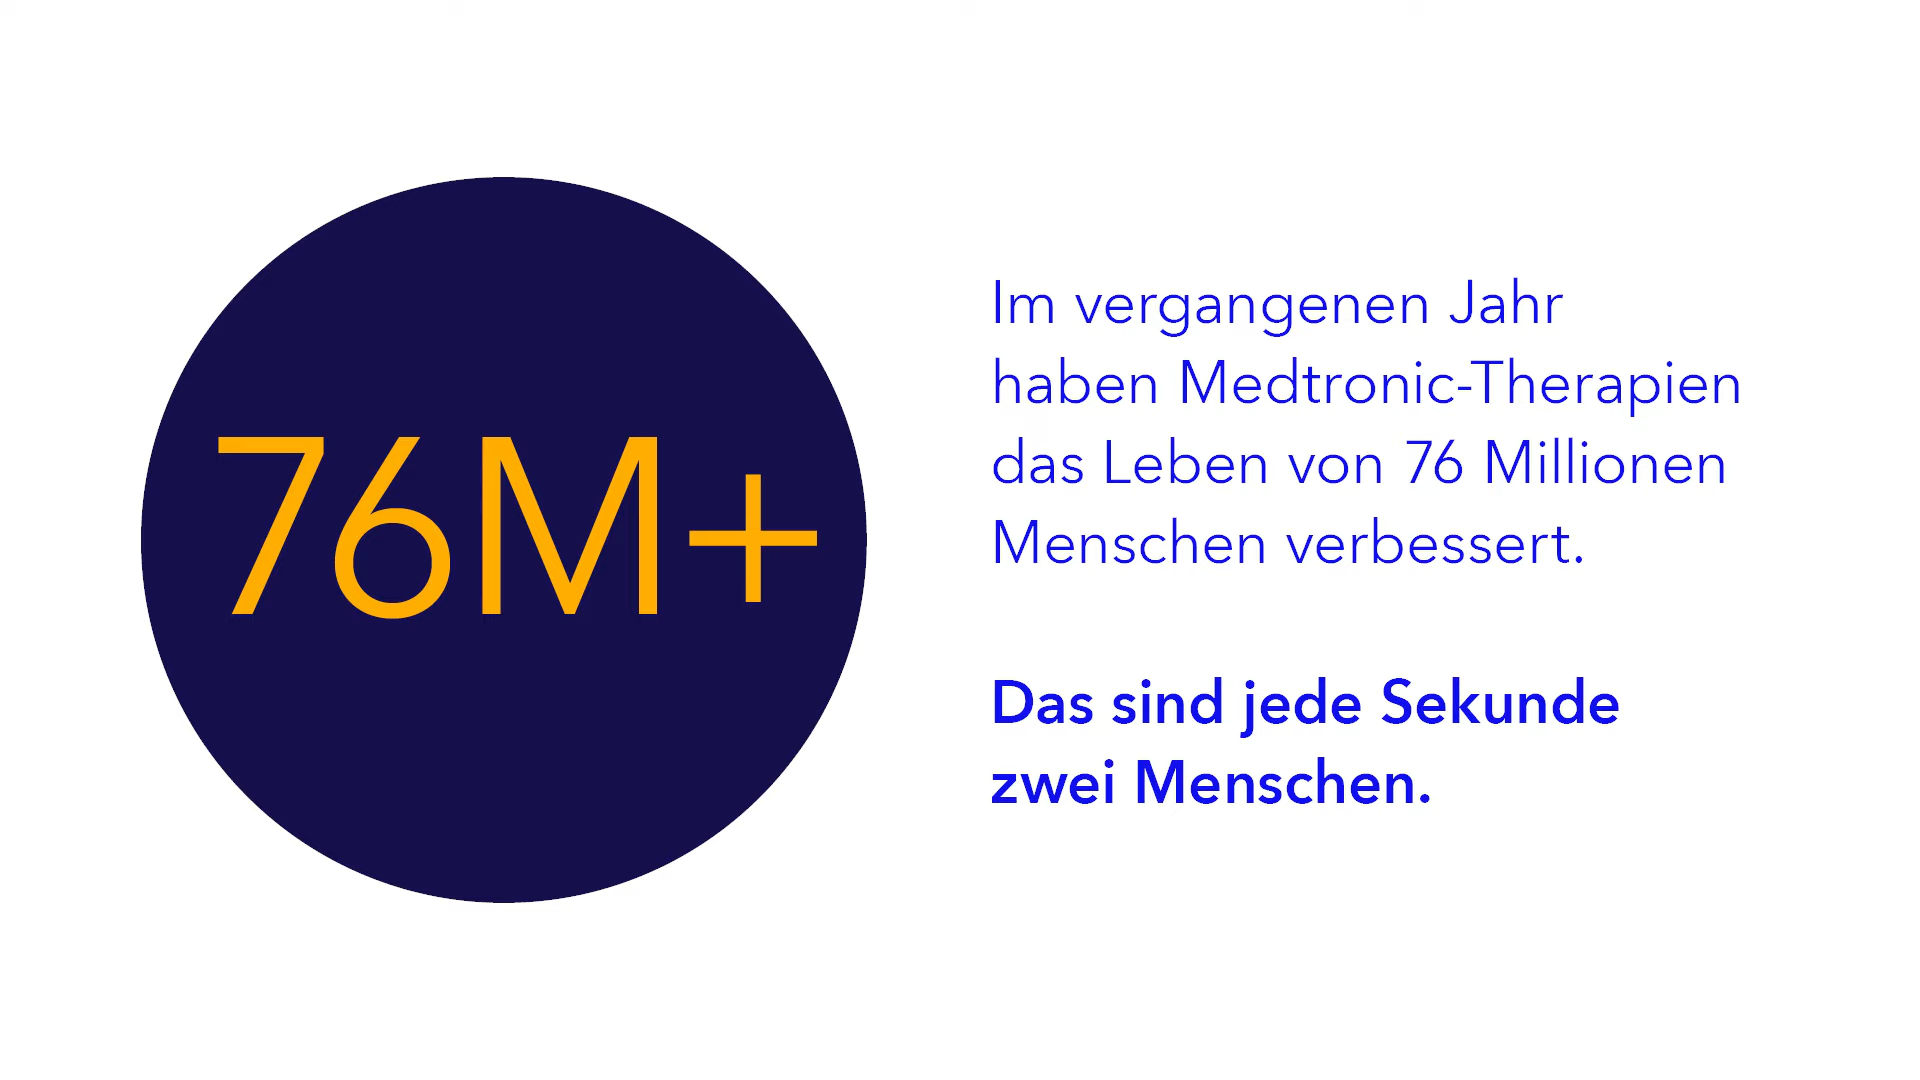 76M+
Im vergangenen Jahr
haben Medtronic-Therapien
das Leben von 76 Millionen
Menschen verbessert.
Das sind jede Sekunde
zwei Menschen.